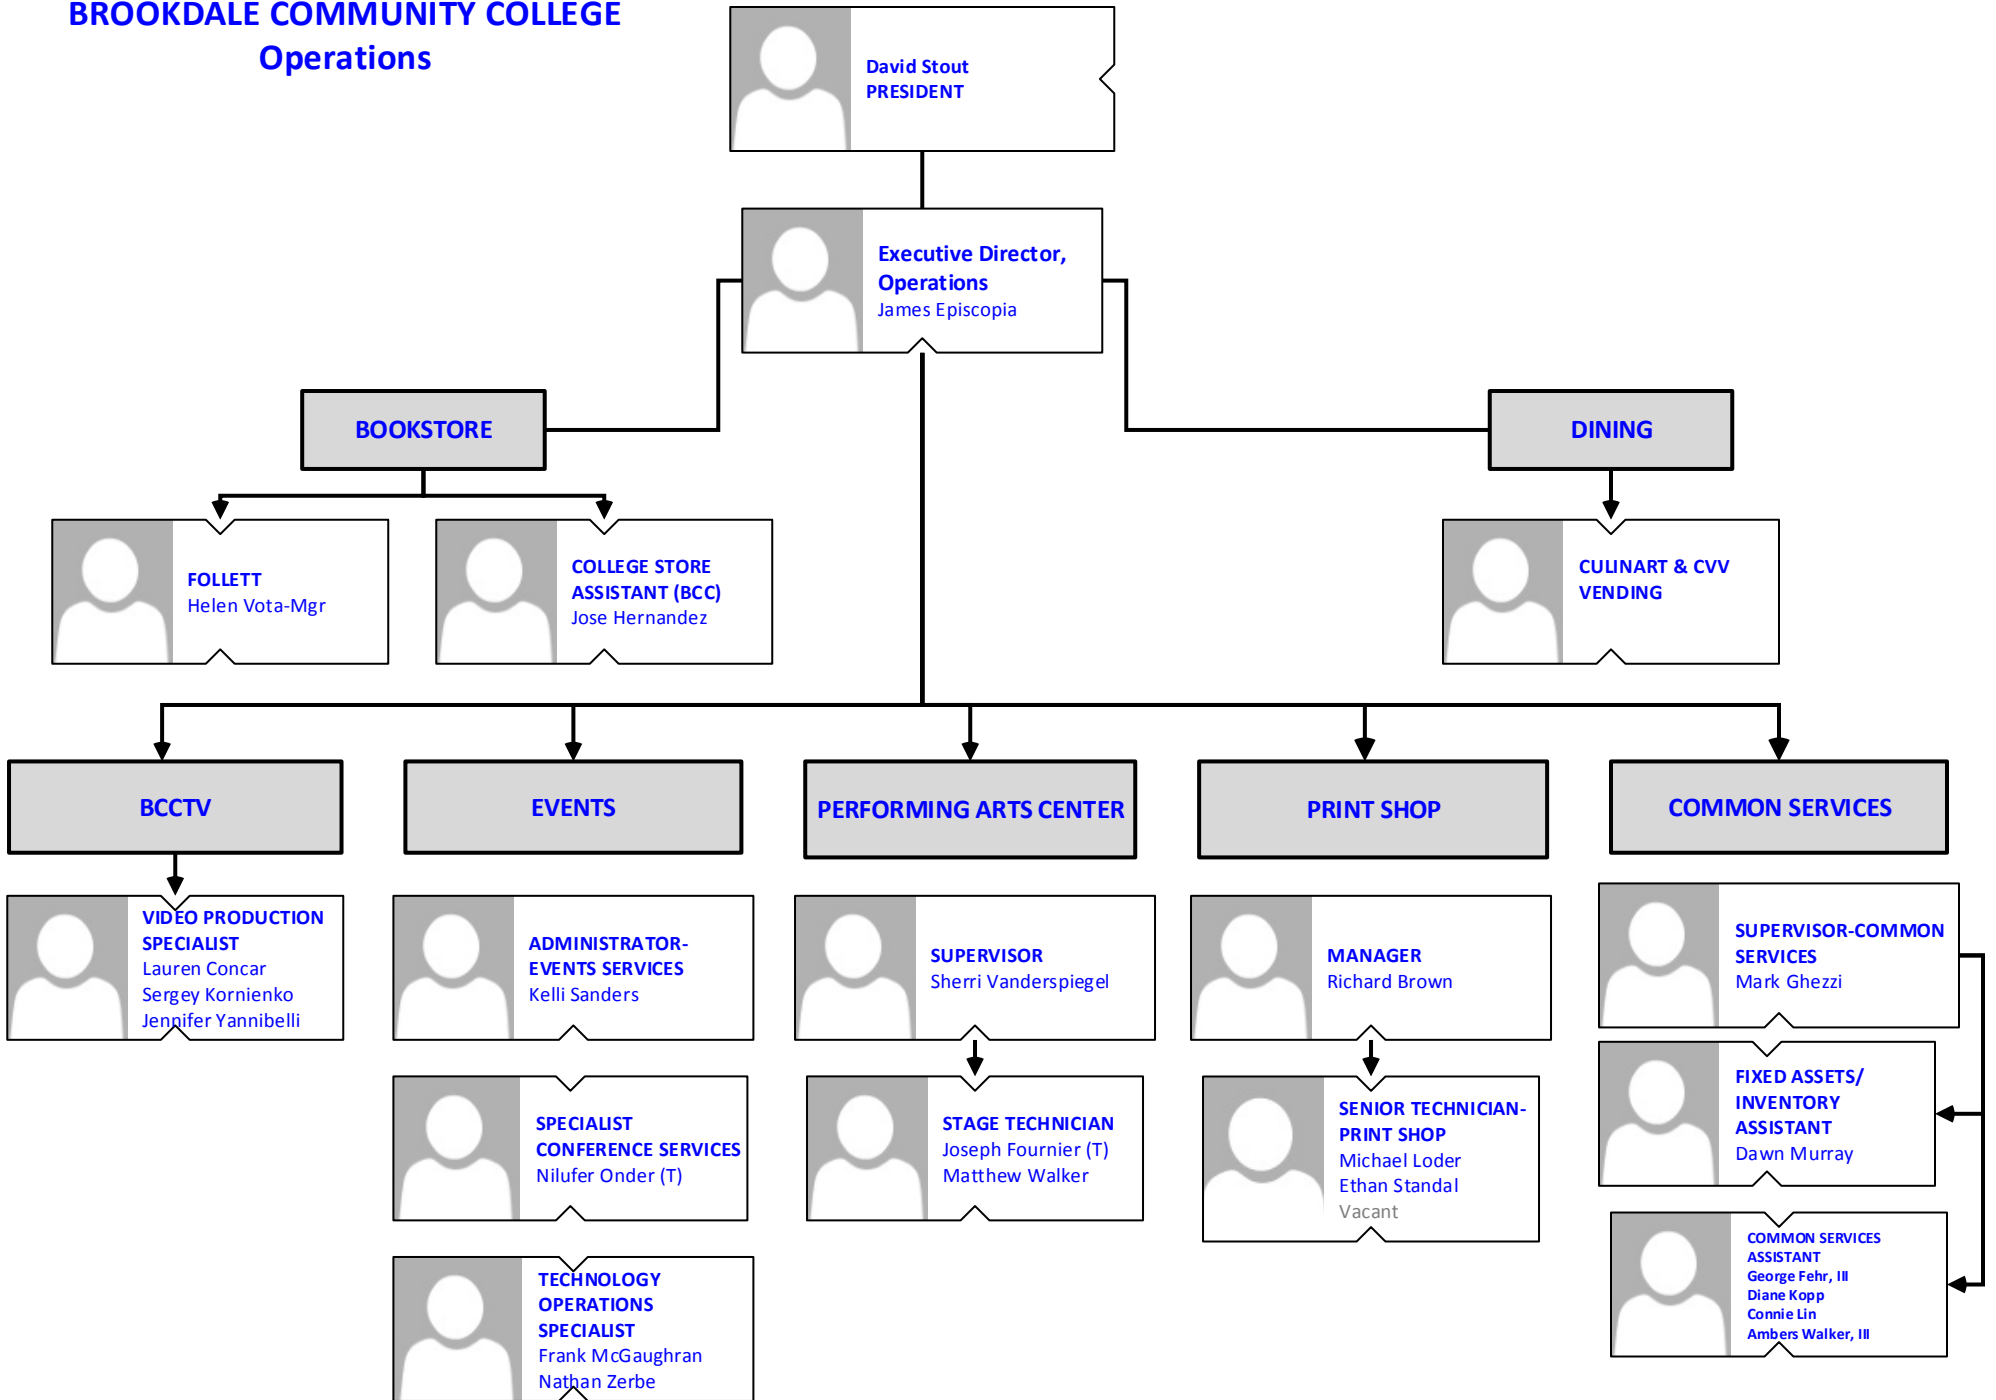 BROOKDALE COMMUNITY COLLEGE
Operations
David Stout
PRESIDENT
Executive Director,
Operations
James Episcopia
BOOKSTORE
DINING
FOLLETT
Helen Vota-Mgr
COLLEGE STORE
ASSISTANT (BCC)
Jose Hernandez
CULINART & CVV
VENDING
BCCTV
EVENTS
PERFORMING ARTS CENTER
PRINT SHOP
COMMON SERVICES
VIDEO PRODUCTION
SPECIALIST
Lauren Concar
Sergey Kornienko
Jennifer Yannibelli
ADMINISTRATOR-
EVENTS SERVICES
Kelli Sanders
SUPERVISOR
Sherri Vanderspiegel
MANAGER
Richard Brown
SUPERVISOR-COMMON
SERVICES
Mark Ghezzi
SPECIALIST
CONFERENCE SERVICES
Nilufer Onder (T)
STAGE TECHNICIAN
Joseph Fournier (T)
Matthew Walker
SENIOR TECHNICIAN-
PRINT SHOP
Michael Loder
Ethan Standal
Vacant
FIXED ASSETS/
INVENTORY
ASSISTANT
Dawn Murray
TECHNOLOGY
OPERATIONS
SPECIALIST
Frank McGaughran
Nathan Zerbe
COMMON SERVICES
ASSISTANT
George Fehr, III
Diane Kopp
Connie Lin
Ambers Walker, III